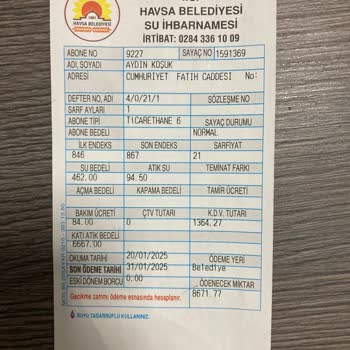 HAVSA BELEDİYESİ
HAVSA BELEDİYESİ
SU İHBARNAMESİ
İRTİBAT: 0284 336 10 09
ABONE NO 9227 SAYAÇ NO 1591369
ADI, SOYADI AYDIN KOŞUK
ADRESİ CUMHURİYET FATİH CADDESİ No:
DEFTER NO, ADI 4/0/21/1 SÖZLEŞME NO
SARF AYLARI 1
ABONE TİPİ TİCARETHANE 6 SAYAÇ DURUMU
ABONE BEDELİ NORMAL
İLK ENDEKS SON ENDEKS SARFİYAT
846 867 21
SU BEDELİ ATIK SU TEMİNAT FARKI
462.00 94.50
AÇMA BEDELİ KAPAMA BEDELİ TAMİR ÜCRETİ
BAKIM ÜCRETİ ÇTV TUTARI K.D.V. TUTARI
84.00 0 1364.27
KATI ATIK BEDELİ
6667.00
OKUMA TARİHİ 20/01/2025 ÖDEME YERİ
SON ÖDEME TARİHİ 31/01/2025 Belediye
ESKİ DÖNEM BORCU 0.00 ÖDENECEK MİKTAR
Gecikme zammı ödeme esnasında hesaplanır. 8671.77
SUYU TASARRUFLU KULLANINIZ.